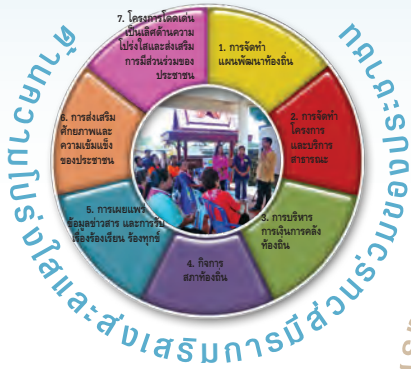 ด้านความโปร่งใสและส่งเสริมการมีส่วนร่วมของประชาชน
7. โครงการโดดเด่น
เป็นเลิศด้านความ
โปร่งใสและส่งเสริม
การมีส่วนร่วมของ
ประชาชน
1. การจัดทำ
แผนพัฒนาท้องถิ่น
2. การจัดทำ
โครงการ
และบริการ
สาธารณะ
3. การบริหาร
การเงินการคลัง
ท้องถิ่น
4. กิจการ
สภาท้องถิ่น
5. การเผยแพร่
ข้อมูลข่าวสาร และการรับ
เรื่องร้องเรียน ร้องทุกข์
6. การส่งเสริม
ศักยภาพและ
ความเข้มแข็ง
ของประชาชน